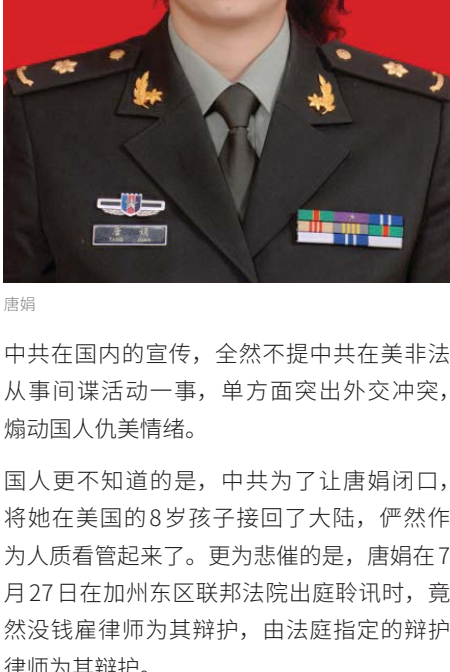 唐 娟
TANG JUAN
唐娟
中共在国内的宣传，全然不提中共在美非法
从事间谍活动一事，单方面突出外交冲突，
煽动国人仇美情绪。
国人更不知道的是，中共为了让唐娟闭口，
将她在美国的8岁孩子接回了大陆，俨然作
为人质看管起来了。更为悲催的是，唐娟在7
月27日在加州东区联邦法院出庭聆讯时，竟
然没钱雇律师为其辩护，由法庭指定的辩护
律师为其辩护。